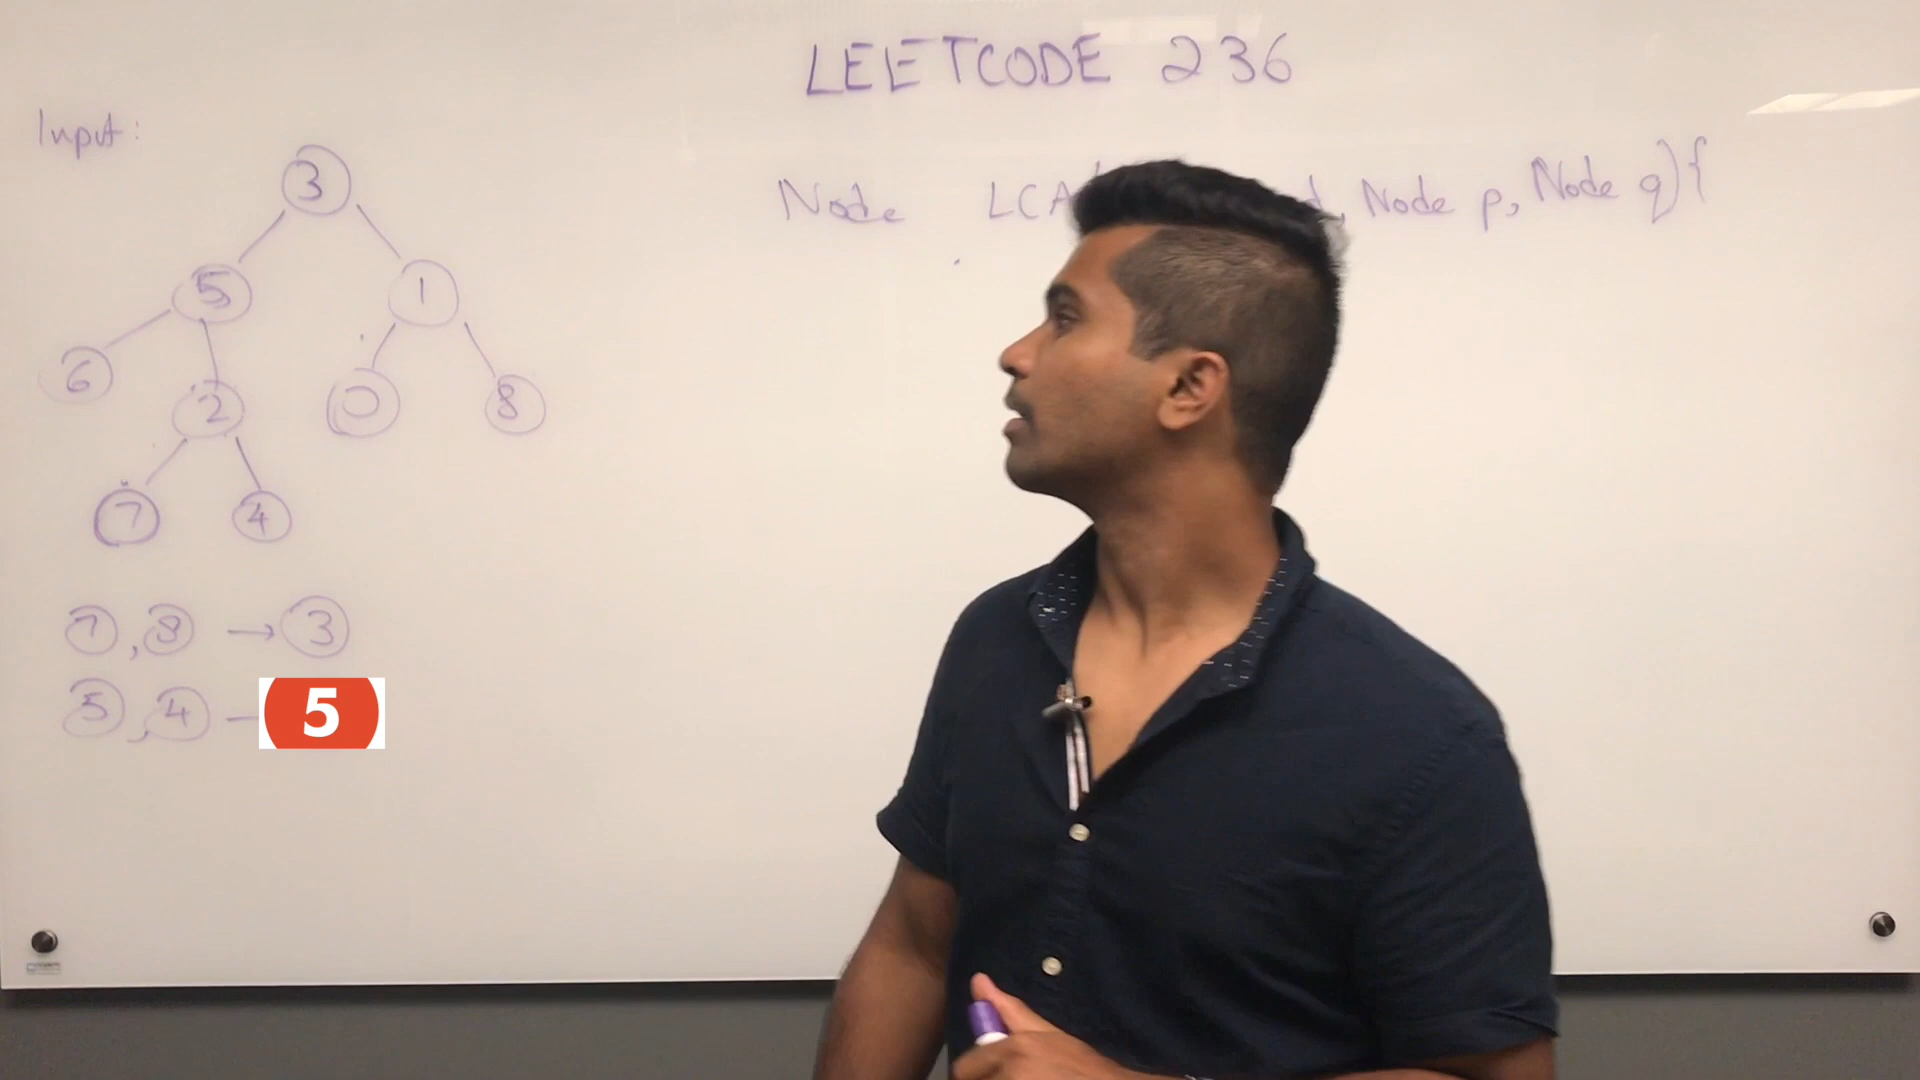 LEETCODE 236
Input:
Node LCA d, Node p, Node q){
3
5 1
6 2 0 8
7 4
7, 8 → 3
5, 4 – 5